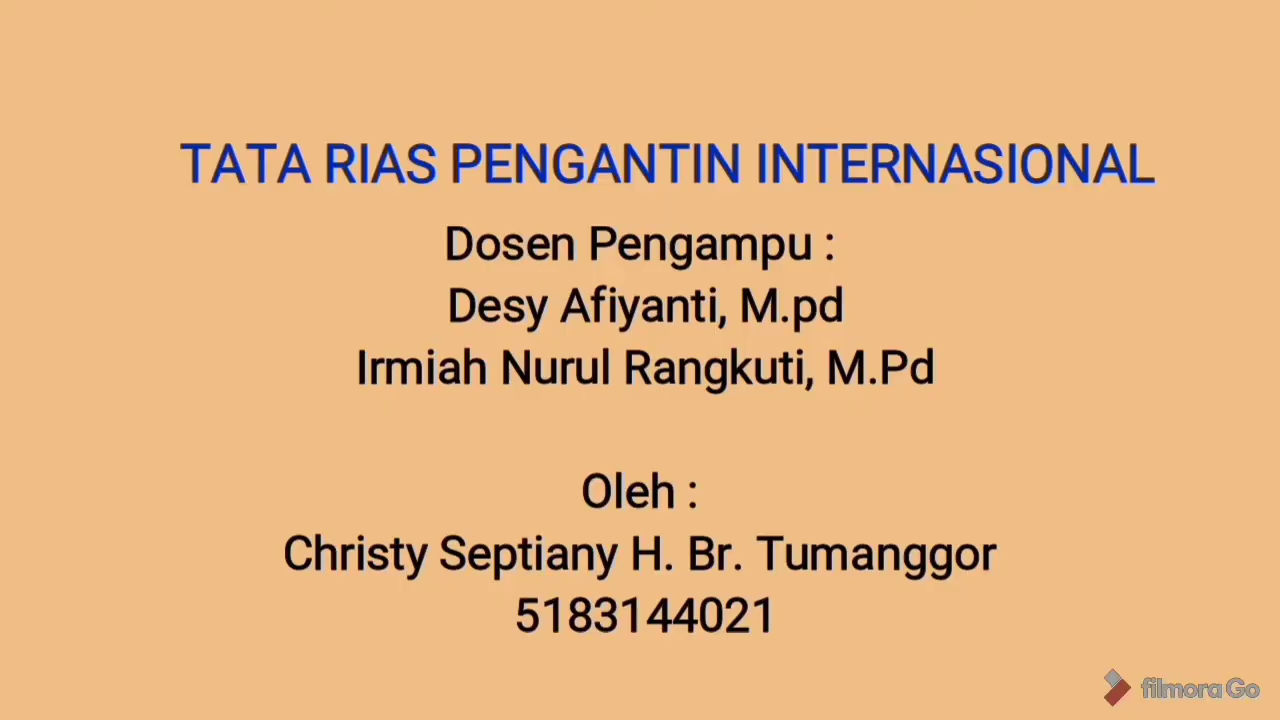 TATA RIAS PENGANTIN INTERNASIONAL
Dosen Pengampu :
Desy Afiyanti, M.pd
Irmiah Nurul Rangkuti, M.Pd
Oleh :
Christy Septiany H. Br. Tumanggor
5183144021
filmora Go